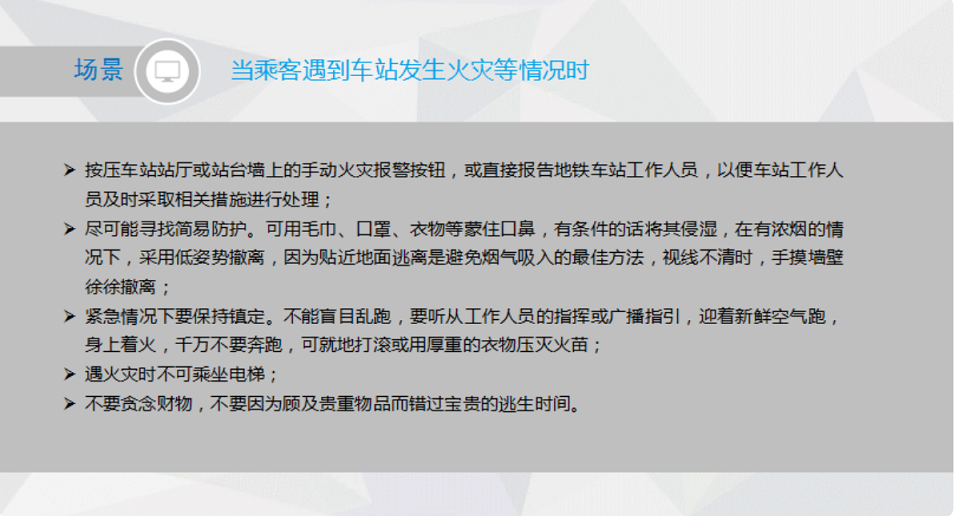 场景
当乘客遇到车站发生火灾等情况时
➢ 按压车站站厅或站台墙上的手动火灾报警按钮，或直接报告地铁车站工作人员，以便车站工作人
员及时采取相关措施进行处理；
➢ 尽可能寻找简易防护。可用毛巾、口罩、衣物等蒙住口鼻，有条件的话将其侵湿，在有浓烟的情
况下，采用低姿势撤离，因为贴近地面逃离是避免烟气吸入的最佳方法，视线不清时，手摸墙壁
徐徐撤离；
➢ 紧急情况下要保持镇定。不能盲目乱跑，要听从工作人员的指挥或广播指引，迎着新鲜空气跑，
身上着火，千万不要奔跑，可就地打滚或用厚重的衣物压灭火苗；
➢ 遇火灾时不可乘坐电梯；
➢ 不要贪念财物，不要因为顾及贵重物品而错过宝贵的逃生时间。